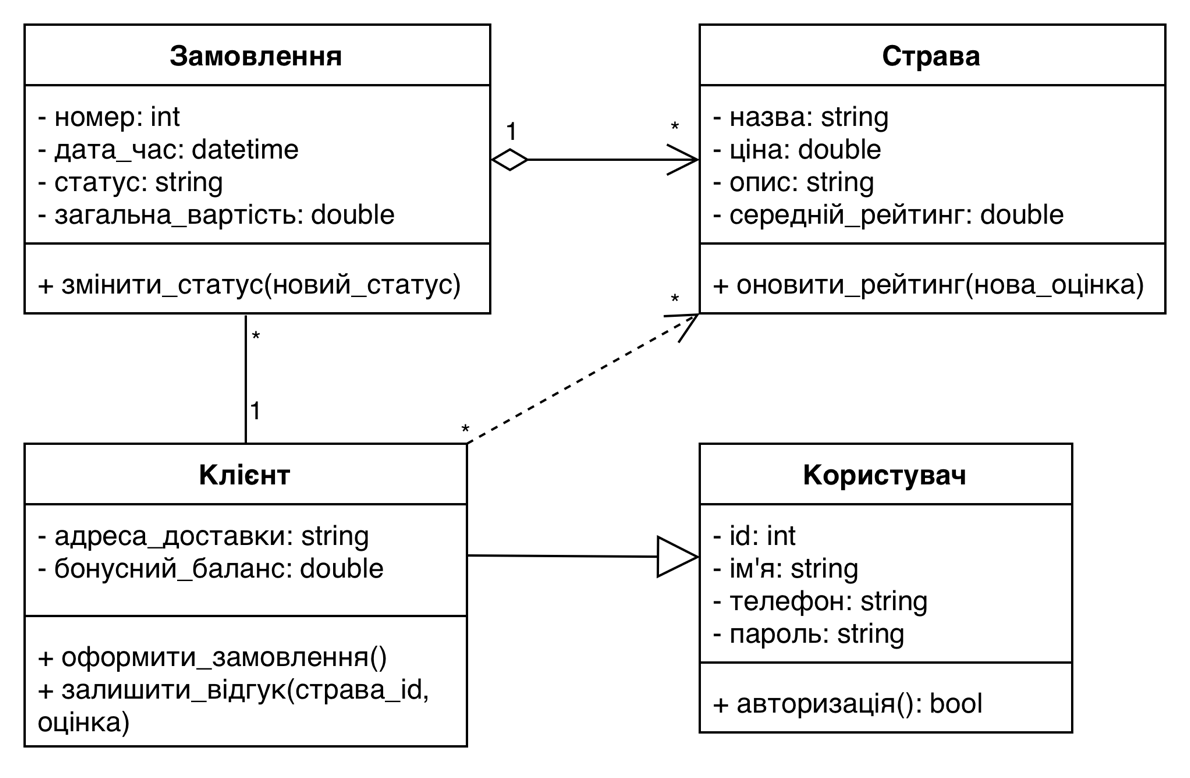 Замовлення
- номер: int
- дата_час: datetime
- статус: string
- загальна_вартість: double
+ змінити_статус(новий_статус)
1
*
Страва
- назва: string
- ціна: double
- опис: string
- середній_рейтинг: double
+ оновити_рейтинг(нова_оцінка)
*
1
*
*
Клієнт
- адреса_доставки: string
- бонусний_баланс: double
+ оформити_замовлення()
+ залишити_відгук(страва_id,
оцінка)
Користувач
- id: int
- ім'я: string
- телефон: string
- пароль: string
+ авторизація(): bool